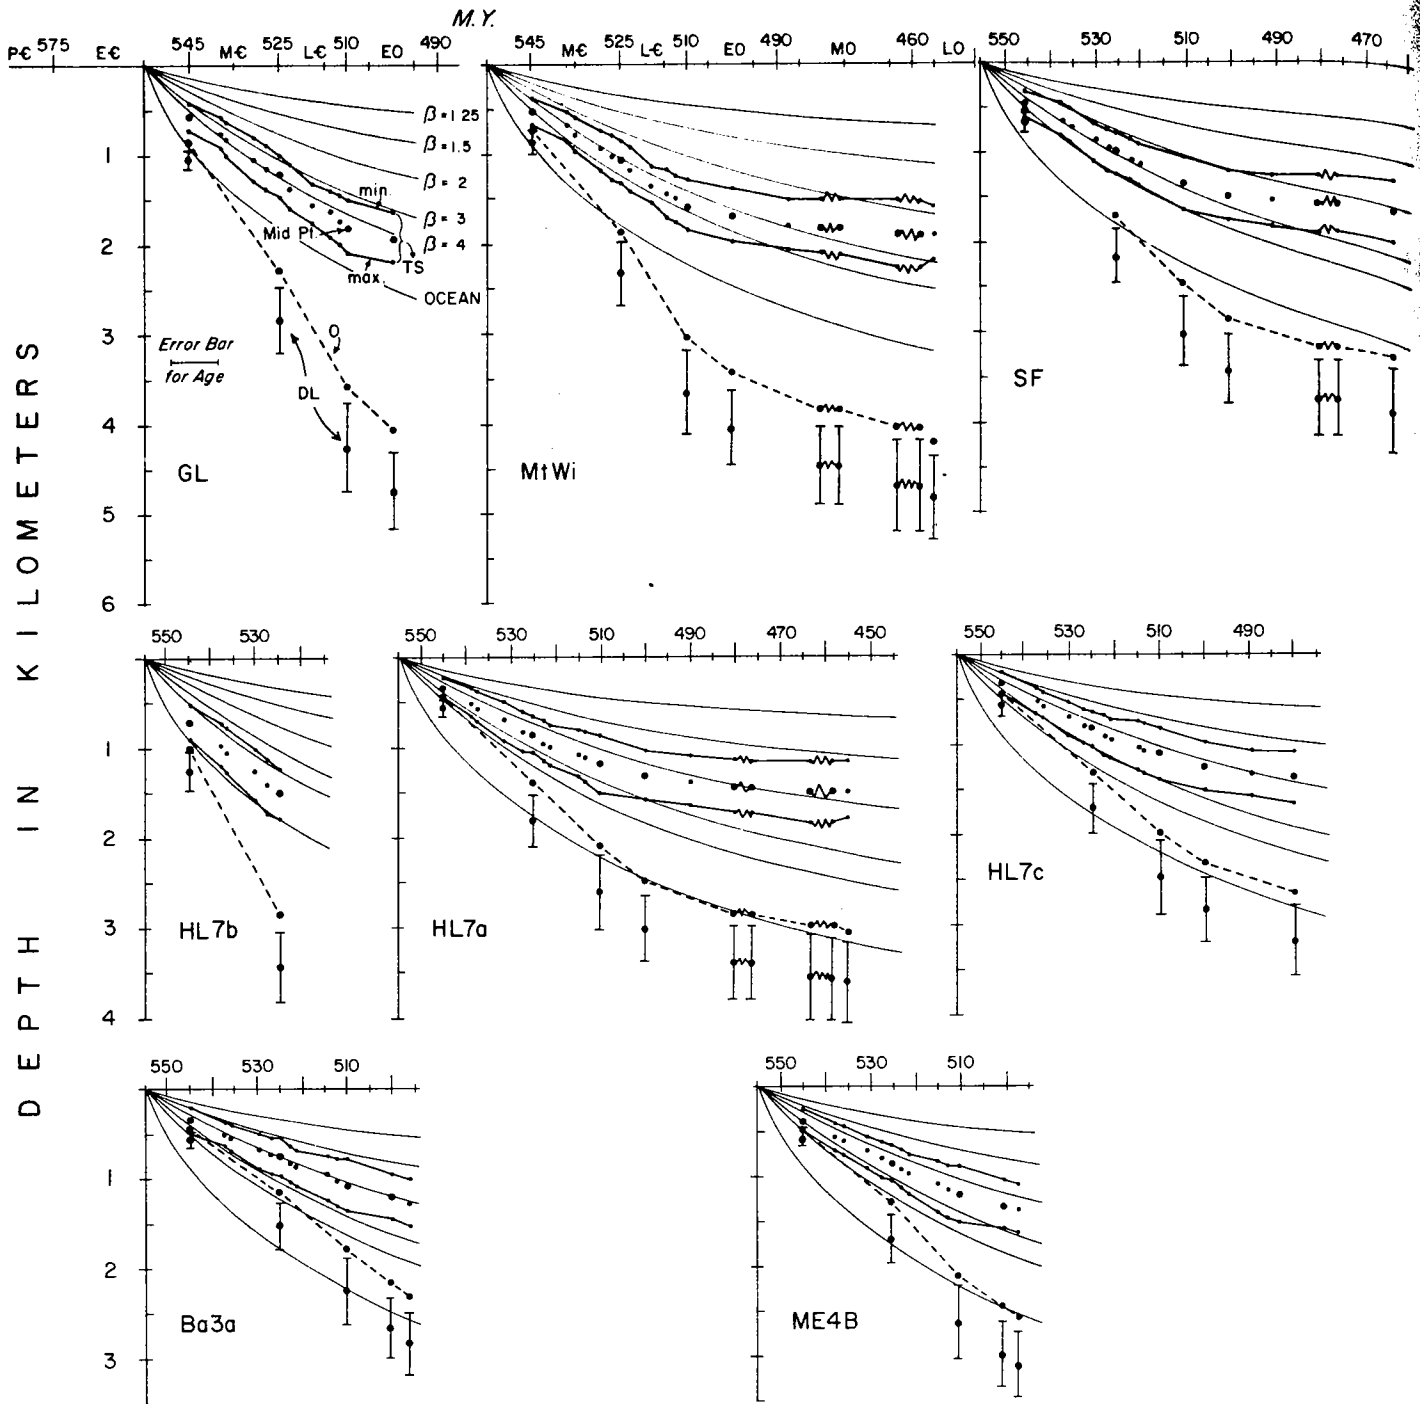 M.Y.
P€ 575 E€ 545 M€ 525 L€ 510 EO 490
545 M€ 525 L€ 510 EO 490 MO 460 LO
550 530 510 490 470
DEPTH IN KILOMETERS
1
2
3
4
5
6
β=1.25
β=1.5
β=2
β=3
β=4
OCEAN
min.
Mid Pt.
max.
TS
O
DL
Error Bar
for Age
GL
MtWi
SF
550 530
550 530 510 490 470 450
550 530 510 490
1
2
3
4
HL7b
HL7a
HL7c
550 530 510
550 530 510
1
2
3
Ba3a
ME4B